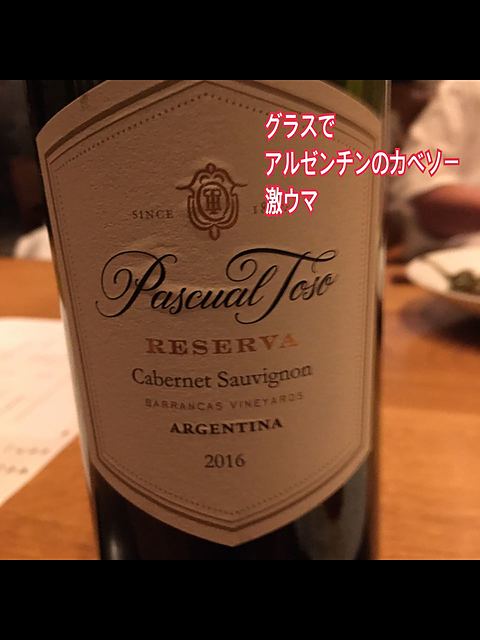 グラスで
アルゼンチンのカベソー
激ウマ
SINCE 18
Pascual Toso
RESERVA
Cabernet Sauvignon
BARRANCAS VINEYARDS
ARGENTINA
2016